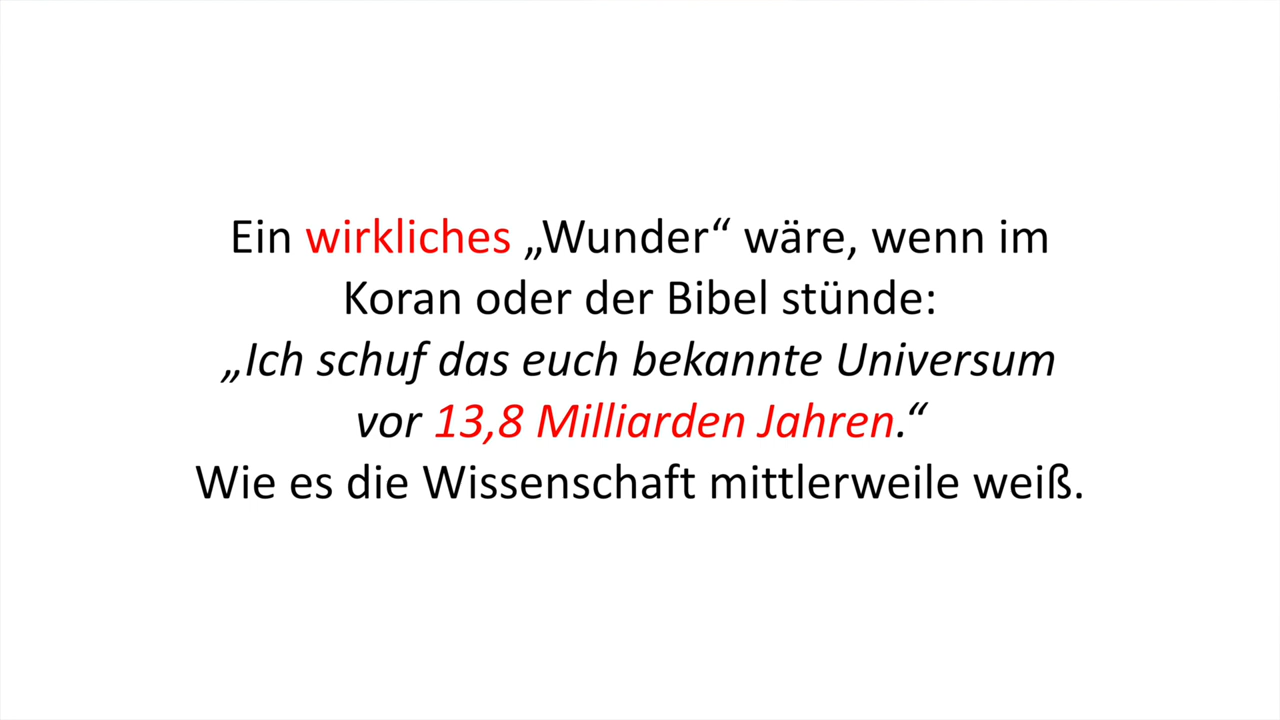 Ein wirkliches „Wunder“ wäre, wenn im
Koran oder der Bibel stünde:
„Ich schuf das euch bekannte Universum
vor 13,8 Milliarden Jahren.“
Wie es die Wissenschaft mittlerweile weiß.